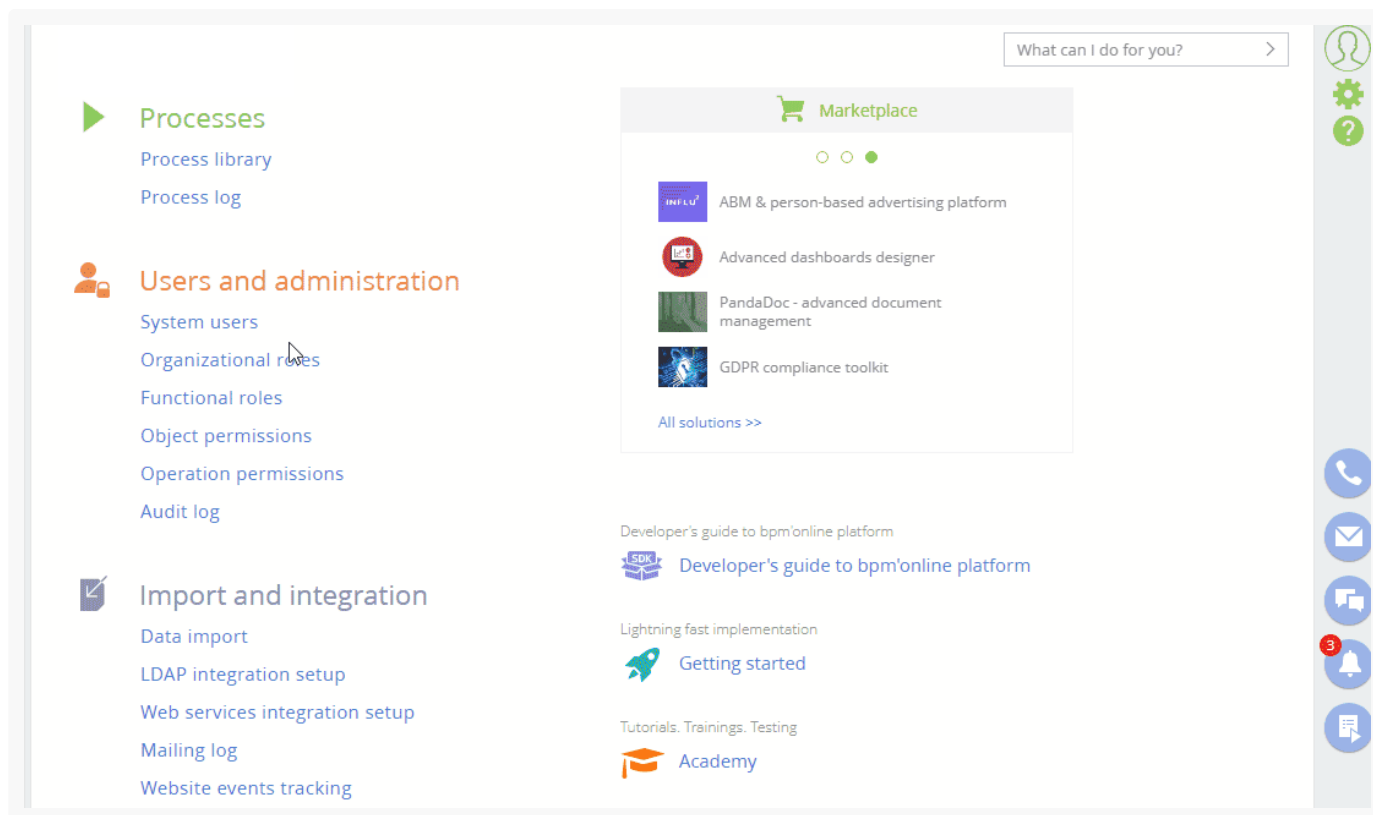 What can I do for you?
Processes
Process library
Process log
Users and administration
System users
Organizational roles
Functional roles
Object permissions
Operation permissions
Audit log
Import and integration
Data import
LDAP integration setup
Web services integration setup
Mailing log
Website events tracking
Marketplace
INFLU2
ABM & person-based advertising platform
Advanced dashboards designer
PandaDoc - advanced document
management
GDPR compliance toolkit
All solutions >>
Developer's guide to bpm'online platform
SDK
Developer's guide to bpm'online platform
Lightning fast implementation
Getting started
Tutorials. Trainings. Testing
Academy
?
3